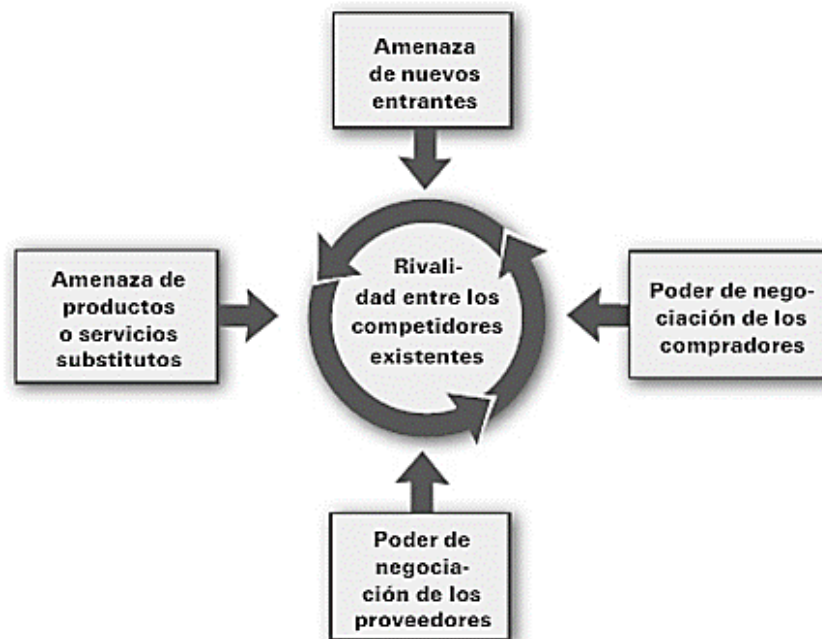 Amenaza
de nuevos
entrantes
Amenaza de
productos
o servicios
substitutos
Rivali-
dad entre los
competidores
existentes
Poder de nego-
ciación de los
compradores
Poder de
negocia-
ción de los
proveedores